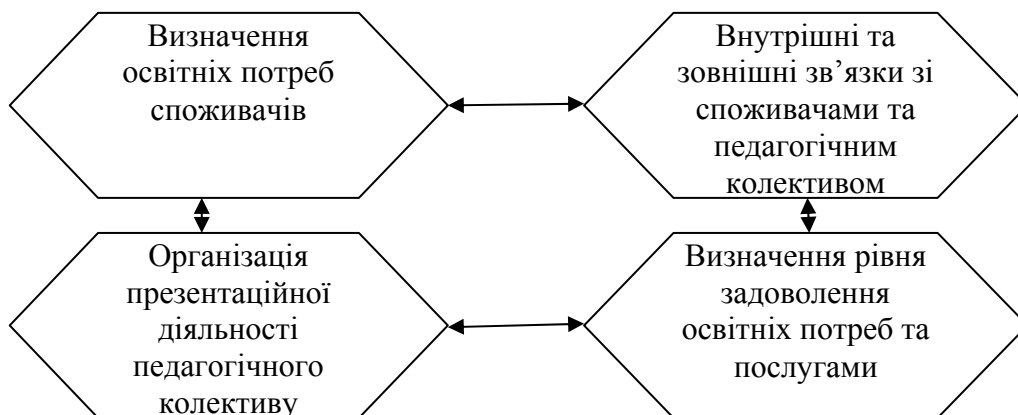 Визначення
освітніх потреб
споживачів
Внутрішні та
зовнішні зв’язки зі
споживачами та
педагогічним
колективом
Організація
презентаційної
діяльності
педагогічного
колективу
Визначення рівня
задоволення
освітніх потреб та
послугами